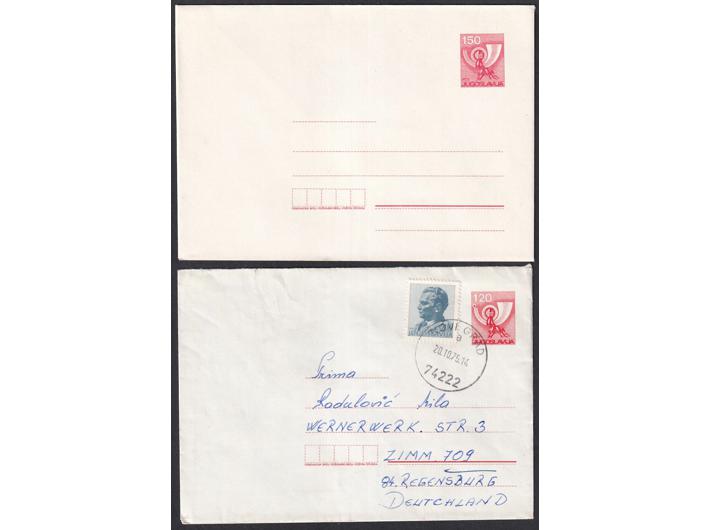 150
JUGOSLAVIJA
120
JUGOSLAVIJA
20.10.75.14
74222
Prima
Radulović Mila
WERNERWERK. STR. 3
ZIMM. 709
84. REGENSBURG
DEUTCHLAND